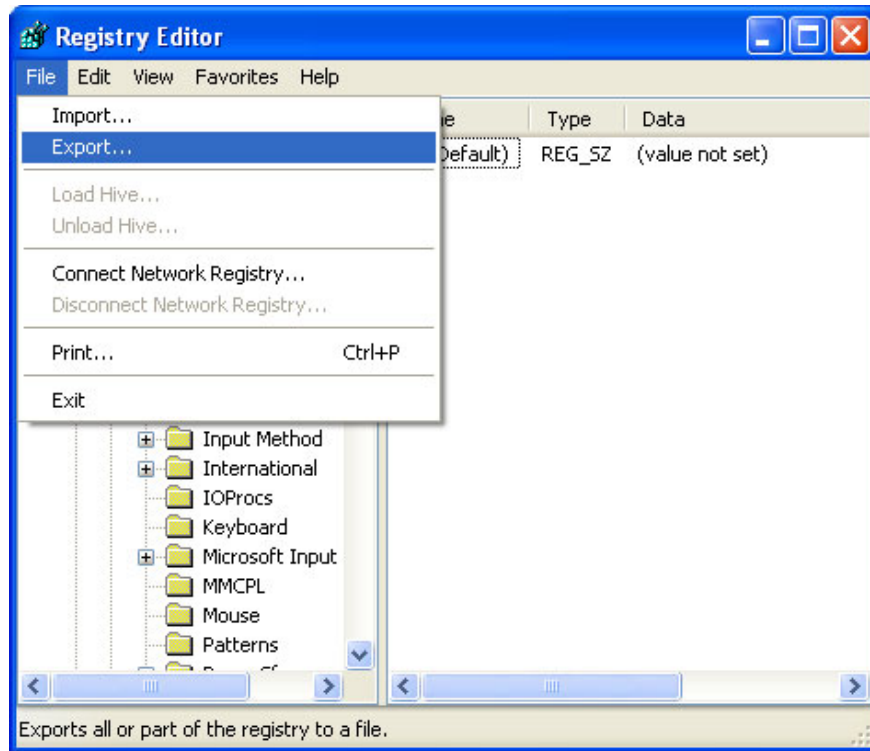 Registry Editor
File Edit View Favorites Help
Import...
Export...
Load Hive...
Unload Hive...
Connect Network Registry...
Disconnect Network Registry...
Print... Ctrl+P
Exit
Type Data
REG_SZ (value not set)
Input Method
International
IOProcs
Keyboard
Microsoft Input
MMCPL
Mouse
Patterns
Exports all or part of the registry to a file.